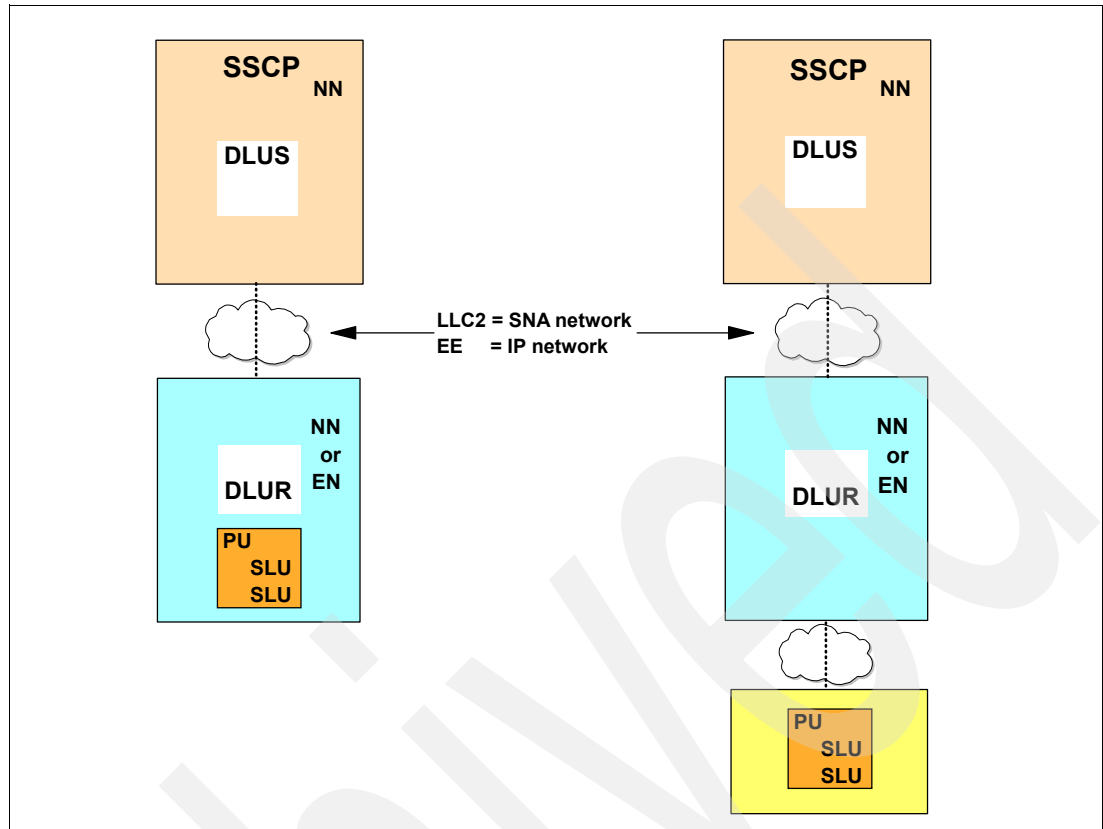 SSCP
NN
DLUS
SSCP
NN
DLUS
LLC2 = SNA network
EE = IP network
NN
or
EN
DLUR
PU
SLU
SLU
NN
or
EN
DLUR
PU
SLU
SLU